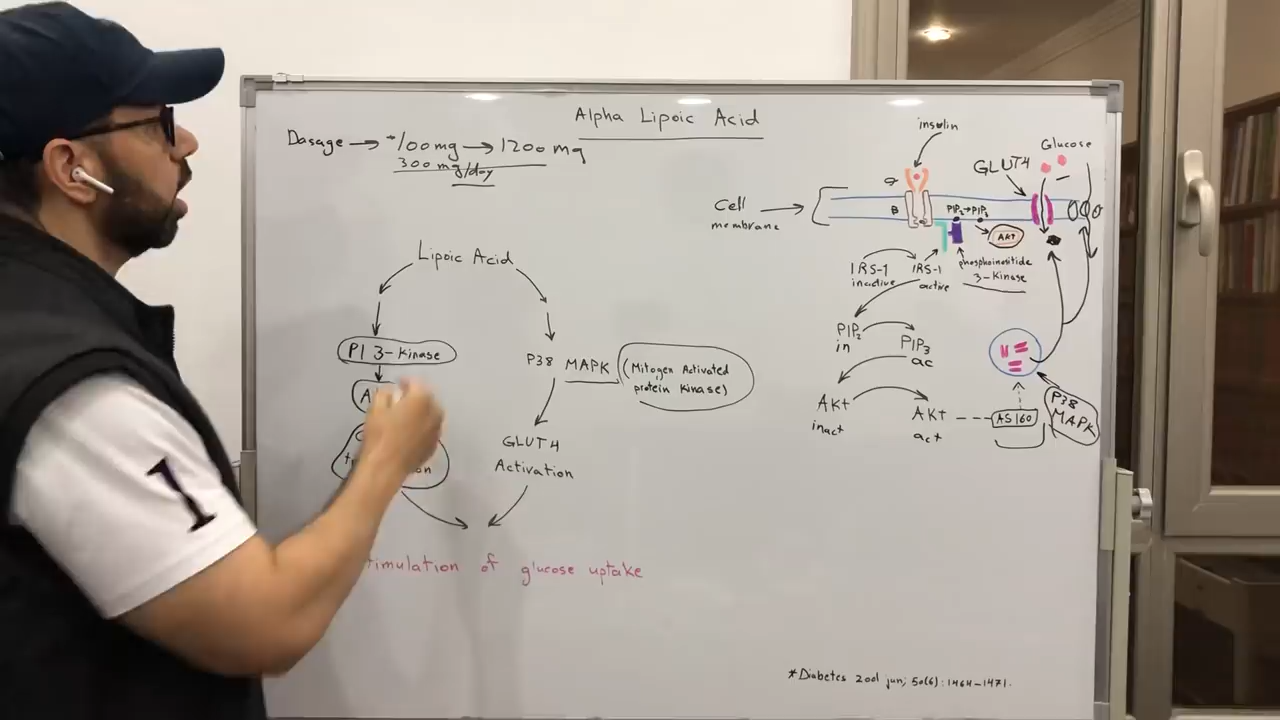 Alpha Lipoic Acid
Dosage → ~100mg → 1200 mg
300 mg/day
Lipoic Acid
PI 3-Kinase
P38 MAPK
(Mitogen Activated
protein Kinase)
GLUT4
Activation
timulation of glucose uptake
insulin
Glucose
GLUT4
Cell
membrane
α
β
PIP₂→PIP₃
AKt
phosphoinositide
3-Kinase
IRS-1
inactive
IRS-1
active
PIP₂
in
PIP₃
ac
AKt
inact
AKt
act
AS160
P38
MAPK
*Diabetes 2001 jun; 50(6): 1464-1471.
1